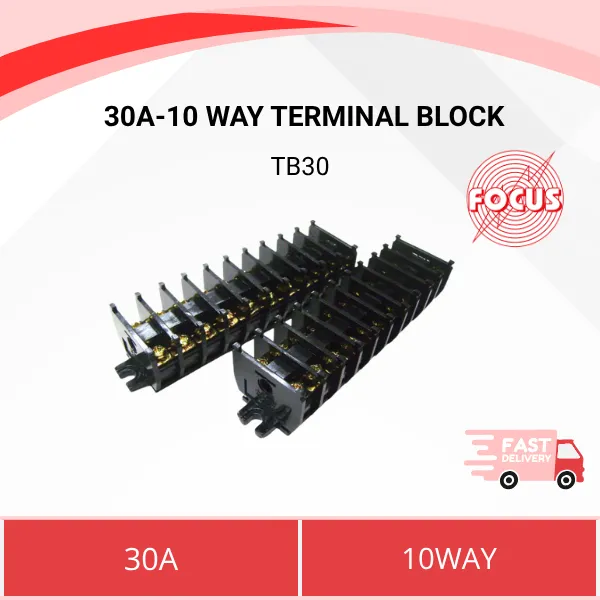 30A-10 WAY TERMINAL BLOCK
TB30
FOCUS
FAST
DELIVERY
30A
10WAY